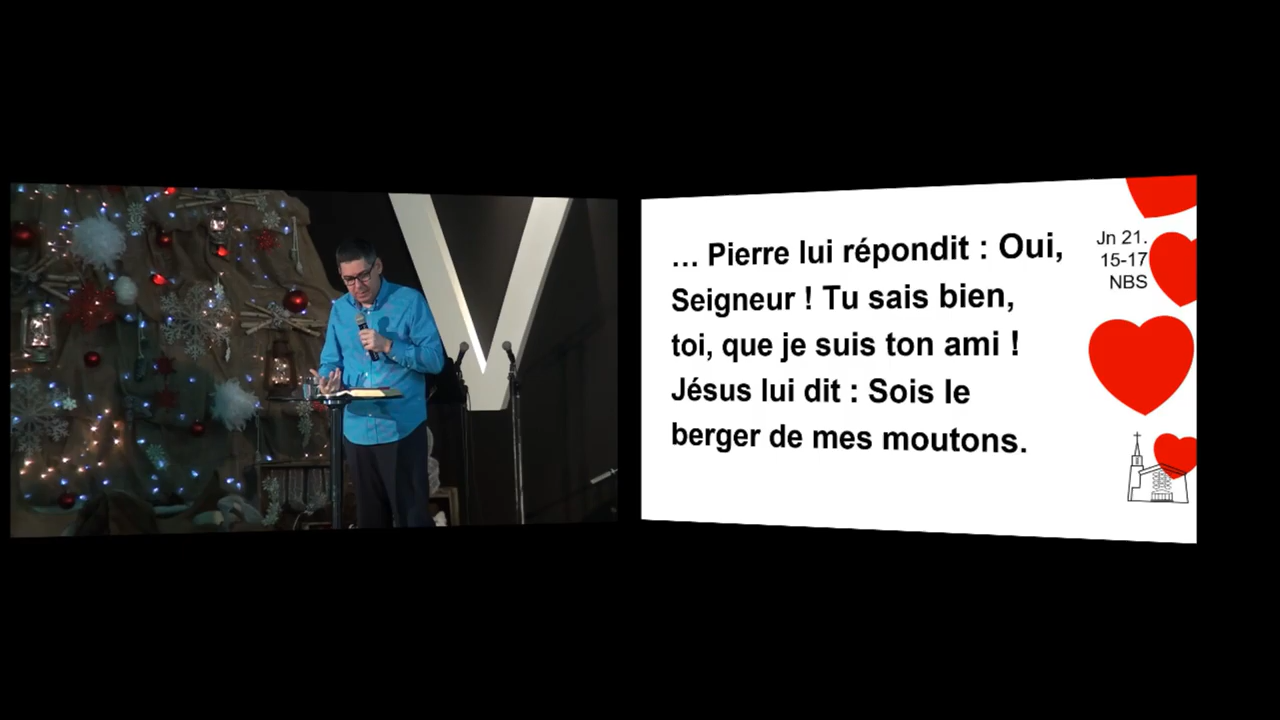 ... Pierre lui répondit : Oui,
Seigneur ! Tu sais bien,
toi, que je suis ton ami !
Jésus lui dit : Sois le
berger de mes moutons.
Jn 21.
15-17
NBS